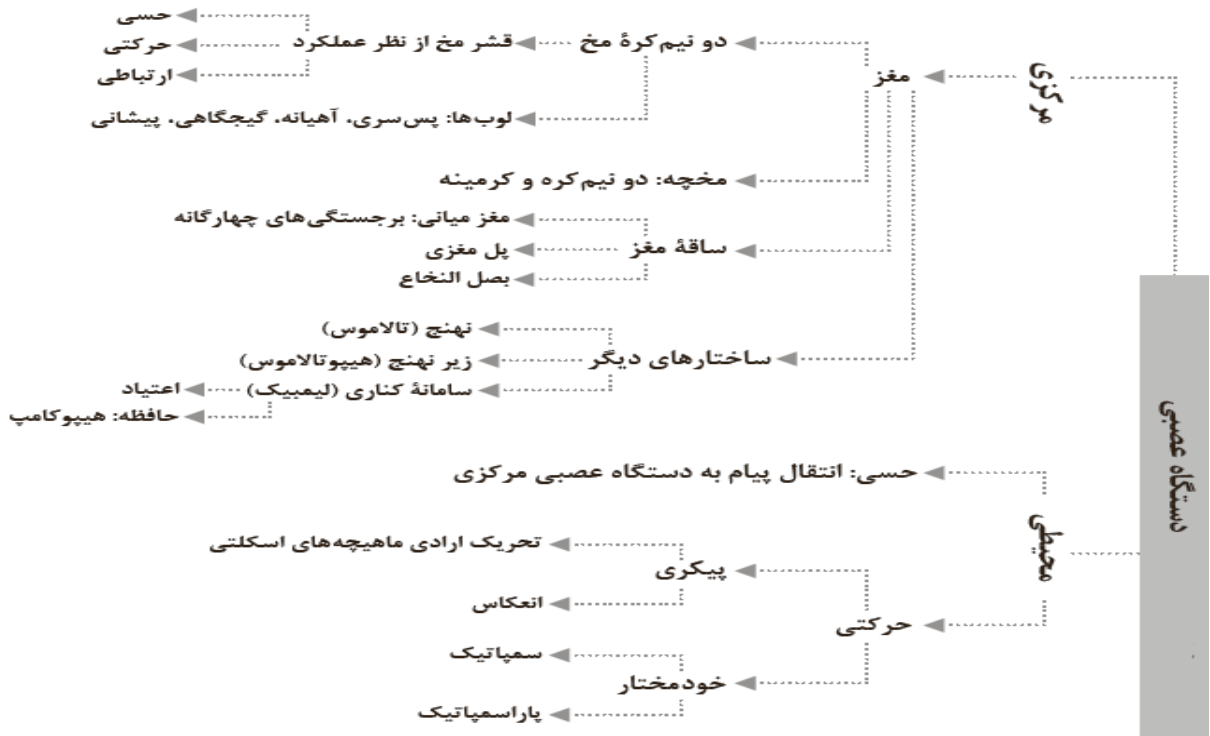 دستگاه عصبی
مرکزی
مغز
دو نیم‌کرهٔ مخ
قشر مخ از نظر عملکرد
حسی
حرکتی
ارتباطی
لوب‌ها: پس‌سری، آهیانه، گیجگاهی، پیشانی
مخچه: دو نیم‌کره و کرمینه
ساقهٔ مغز
مغز میانی: برجستگی‌های چهارگانه
پل مغزی
بصل النخاع
ساختارهای دیگر
نهنج (تالاموس)
زیر نهنج (هیپوتالاموس)
سامانهٔ کناری (لیمبیک)
اعتیاد
حافظه: هیپوکامپ
محیطی
حسی: انتقال پیام به دستگاه عصبی مرکزی
حرکتی
پیکری
تحریک ارادی ماهیچه‌های اسکلتی
انعکاس
خودمختار
سمپاتیک
پاراسمپاتیک